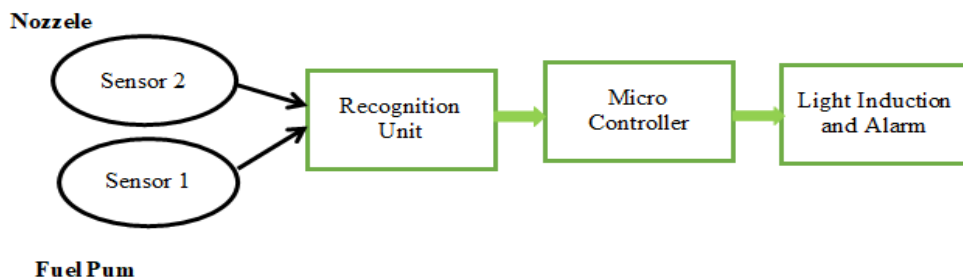 Nozzele
Sensor 2
Sensor 1
Fuel Pum
Recognition
Unit
Micro
Controller
Light Induction
and Alarm